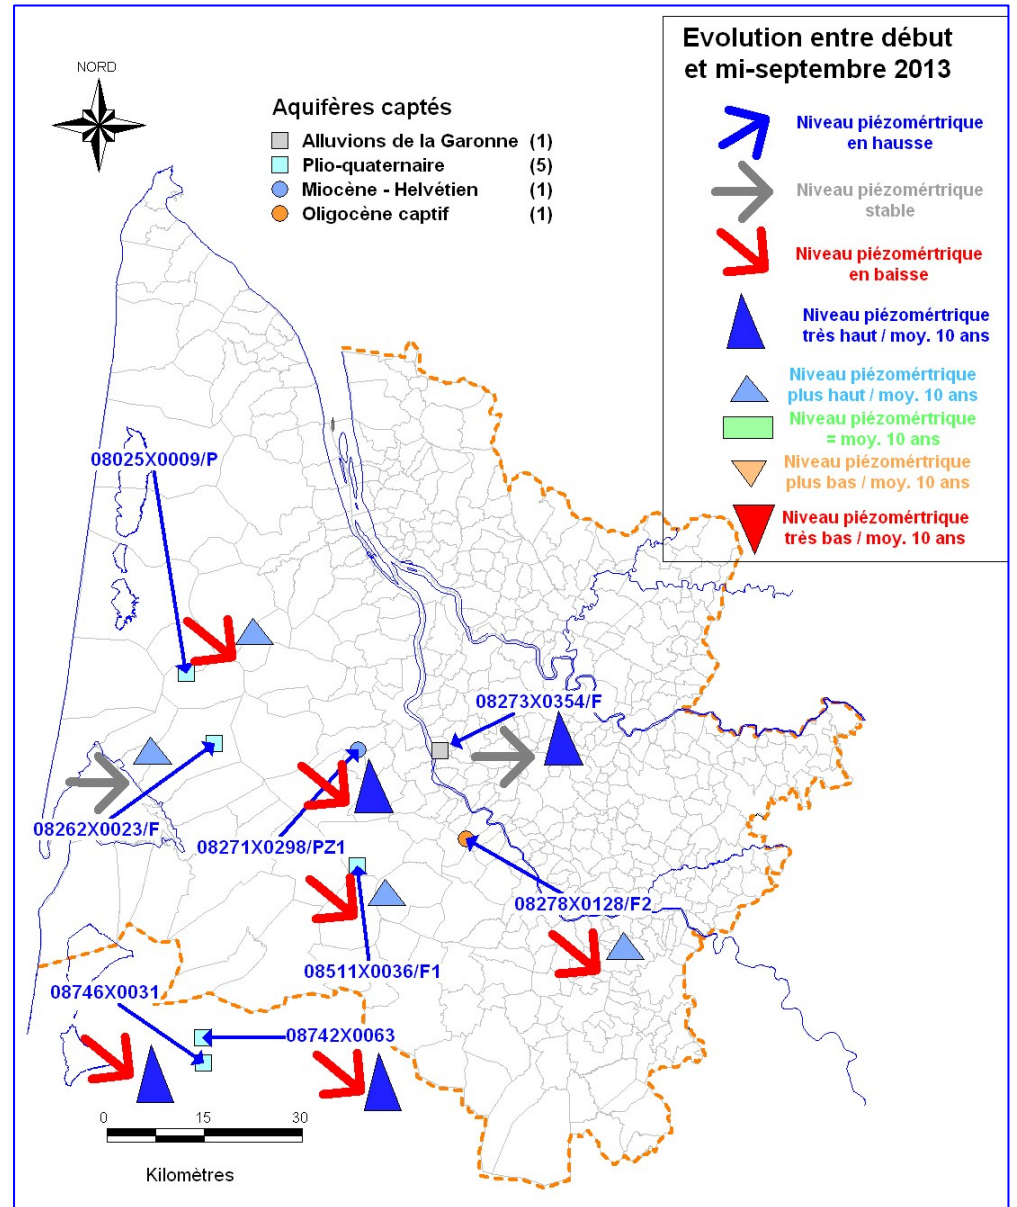 Evolution entre début
et mi-septembre 2013
NORD
Aquifères captés
Alluvions de la Garonne (1)
Plio-quaternaire (5)
Miocène - Helvétien (1)
Oligocène captif (1)
Niveau piézomértrique
en hausse
Niveau piézomértrique
stable
Niveau piézomértrique
en baisse
Niveau piézomértrique
très haut / moy. 10 ans
Niveau piézomértrique
plus haut / moy. 10 ans
Niveau piézomértrique
= moy. 10 ans
Niveau piézomértrique
plus bas / moy. 10 ans
Niveau piézomértrique
très bas / moy. 10 ans
08025X0009/P
08273X0354/F
08262X0023/F
08271X0298/PZ1
08278X0128/F2
08511X0036/F1
08746X0031
08742X0063
0 15 30
Kilomètres